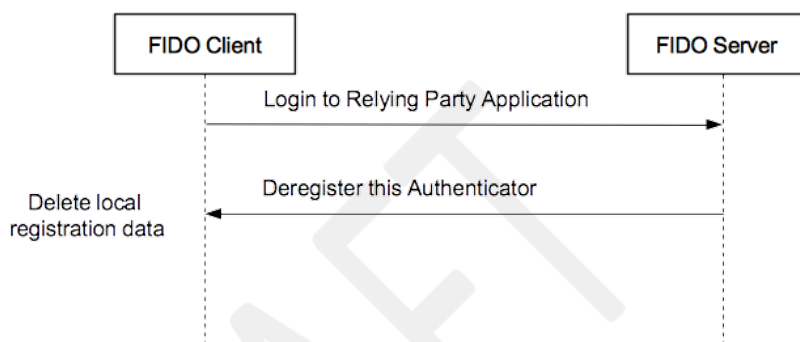 FIDO Client
FIDO Server
Login to Relying Party Application
Deregister this Authenticator
Delete local
registration data